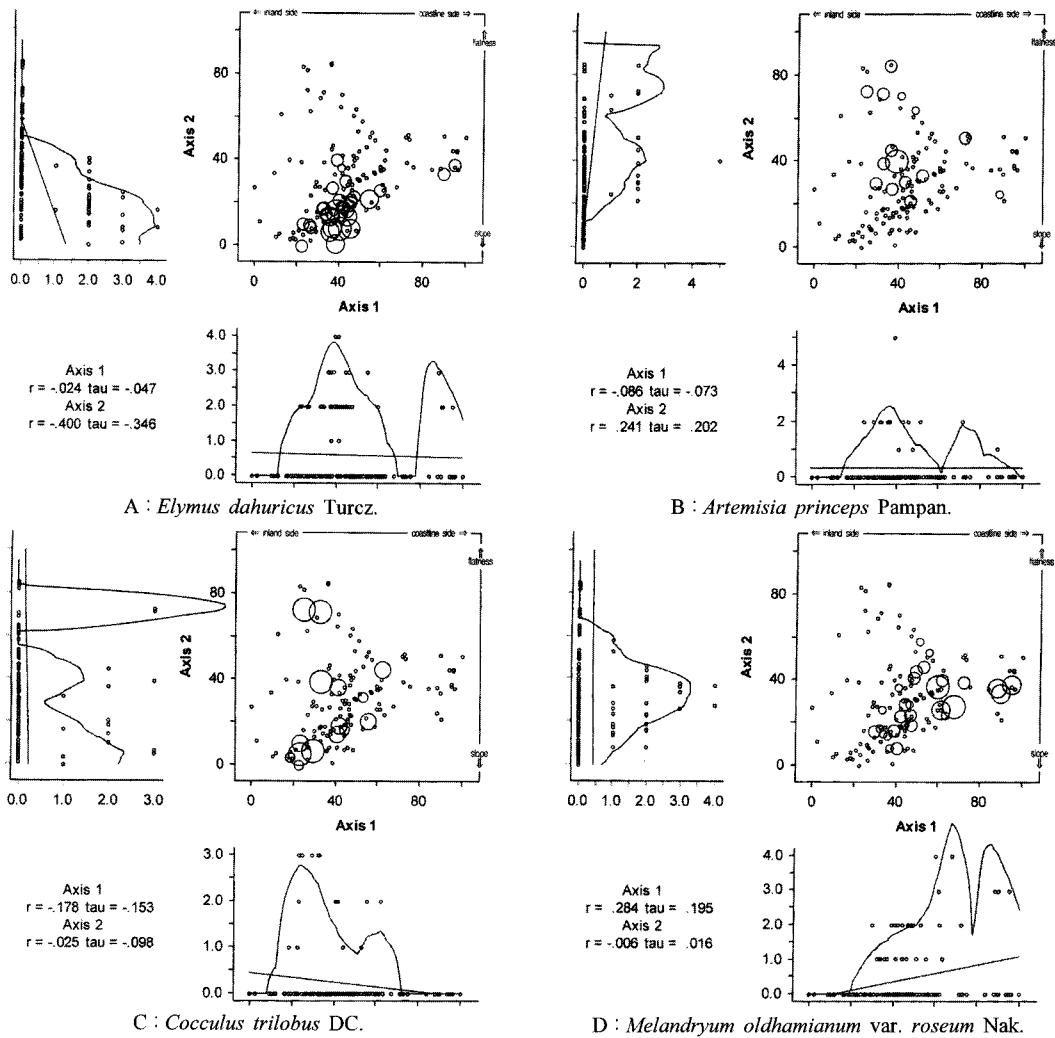 ⇐ inland side coastline side ⇒
flatness
80
40
0
Axis 2
slope
0.0 1.0 2.0 3.0 4.0
0 40 80
Axis 1
4.0
3.0
2.0
1.0
0.0
Axis 1
r = -.024 tau = -.047
Axis 2
r = -.400 tau = -.346
A : Elymus dahuricus Turcz.
⇐ inland side coastline side ⇒
flatness
80
40
0
Axis 2
slope
0 2 4
0 40 80
Axis 1
4
2
0
Axis 1
r = -.086 tau = -.073
Axis 2
r = .241 tau = .202
B : Artemisia princeps Pampan.
⇐ inland side coastline side ⇒
flatness
80
40
0
Axis 2
slope
0.0 1.0 2.0 3.0
0 40 80
Axis 1
3.0
2.0
1.0
0.0
Axis 1
r = -.178 tau = -.153
Axis 2
r = -.025 tau = -.098
C : Cocculus trilobus DC.
⇐ inland side coastline side ⇒
flatness
80
40
0
Axis 2
slope
0.0 1.0 2.0 3.0 4.0
0 40 80
Axis 1
4.0
3.0
2.0
1.0
0.0
Axis 1
r = .284 tau = .195
Axis 2
r = -.006 tau = .016
D : Melandryum oldhamianum var. roseum Nak.